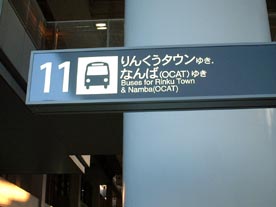 11
りんくうタウンゆき.
なんば(OCAT)ゆき
Buses for Rinku Town
& Namba(OCAT)